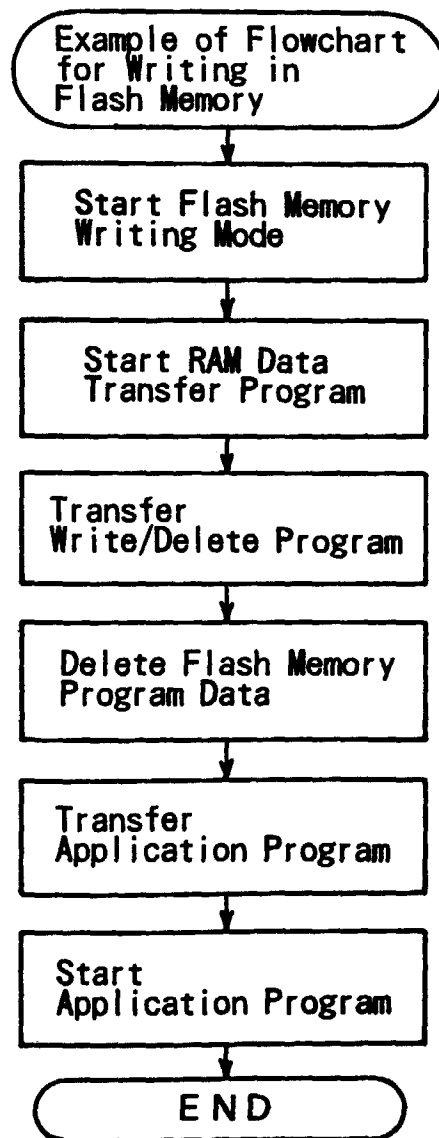 Example of Flowchart
for Writing in
Flash Memory
Start Flash Memory
Writing Mode
Start RAM Data
Transfer Program
Transfer
Write/Delete Program
Delete Flash Memory
Program Data
Transfer
Application Program
Start
Application Program
END